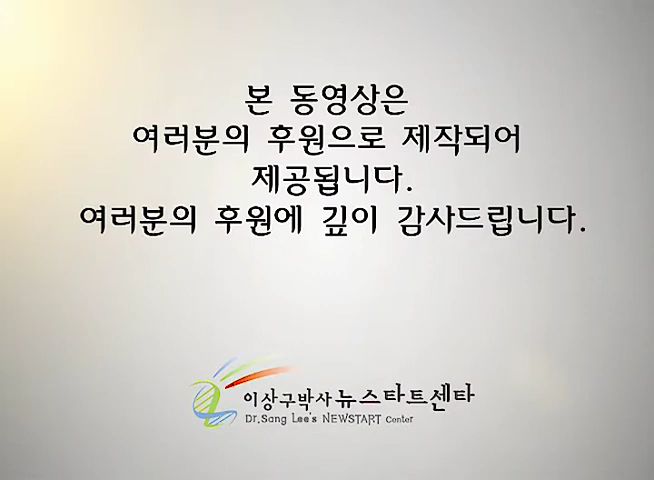 본 동영상은
여러분의 후원으로 제작되어
제공됩니다.
여러분의 후원에 깊이 감사드립니다.
이상구박사 뉴스타트센타
Dr.Sang Lee's NEWSTART Center